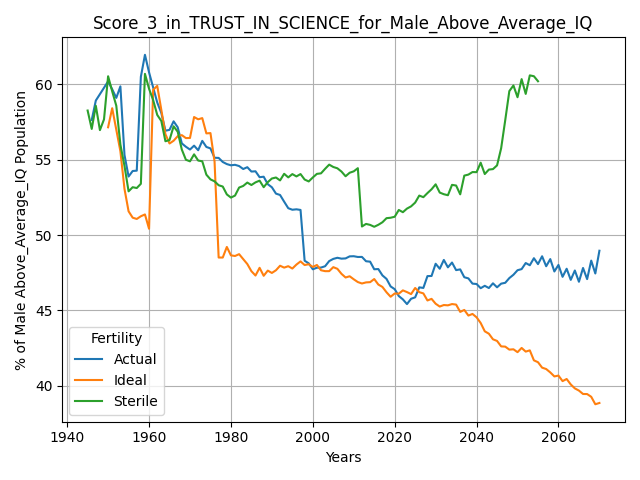 Score_3_in_TRUST_IN_SCIENCE_for_Male_Above_Average_IQ
% of Male Above_Average_IQ Population
60
55
50
45
40
Fertility
Actual
Ideal
Sterile
1940
1960
1980
2000
2020
2040
2060
Years